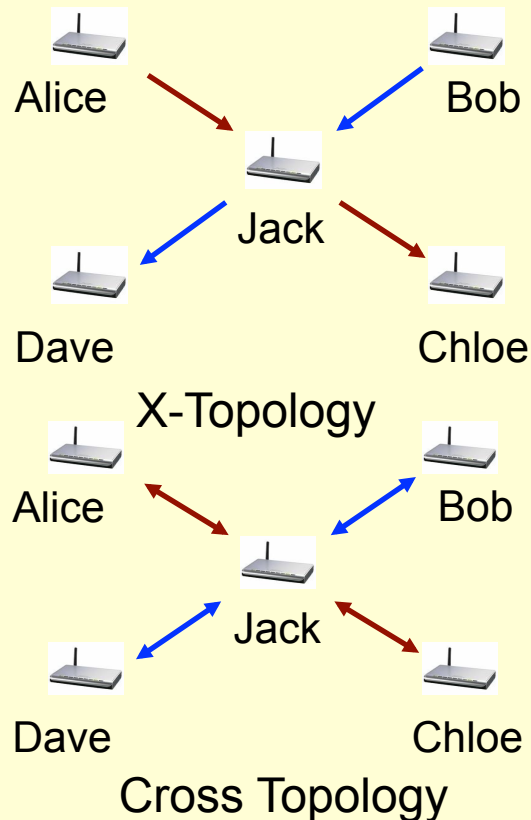 Alice
Bob
Jack
Dave
Chloe
X-Topology
Alice
Bob
Jack
Dave
Chloe
Cross Topology